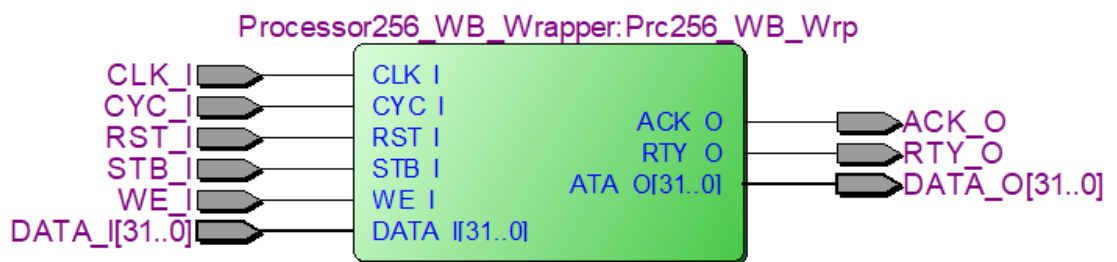 Processor256_WB_Wrapper:Prc256_WB_Wrp
CLK_I CLK I
CYC_I CYC I
RST_I RST I ACK O ACK_O
STB_I STB I RTY O RTY_O
WE_I WE I ATA O[31..0] DATA_O[31..0]
DATA_I[31..0] DATA I[31..0]